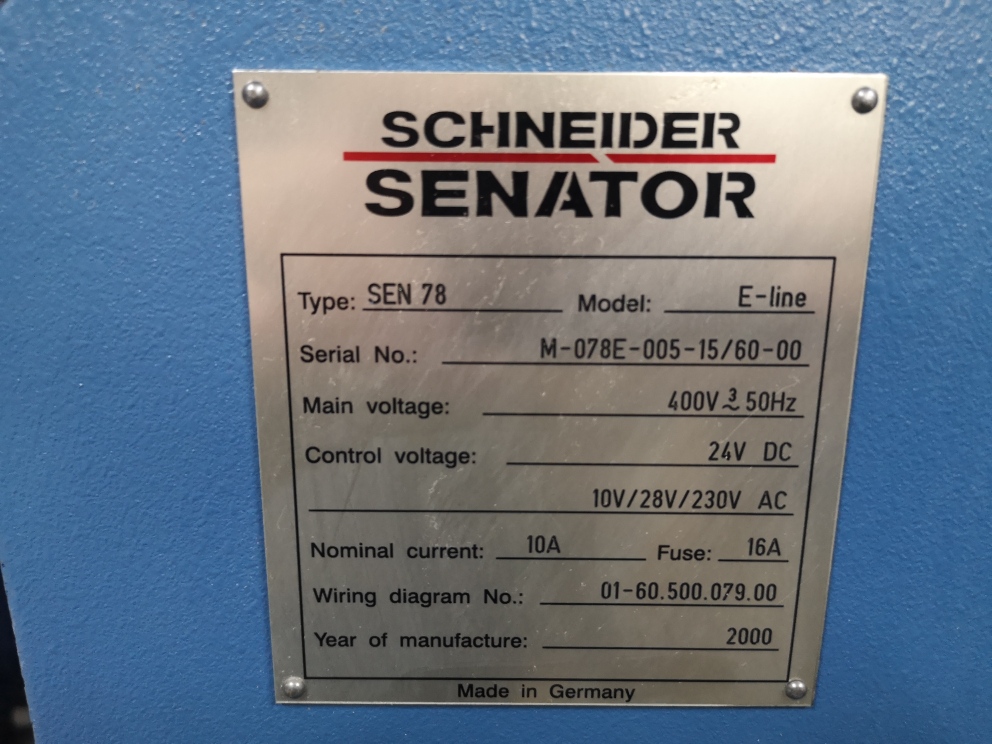 SCHNEIDER
SENATOR
Type: SEN 78 Model: E-line
Serial No.: M-078E-005-15/60-00
Main voltage: 400V 3~ 50Hz
Control voltage: 24V DC
10V/28V/230V AC
Nominal current: 10A Fuse: 16A
Wiring diagram No.: 01-60.500.079.00
Year of manufacture: 2000
Made in Germany